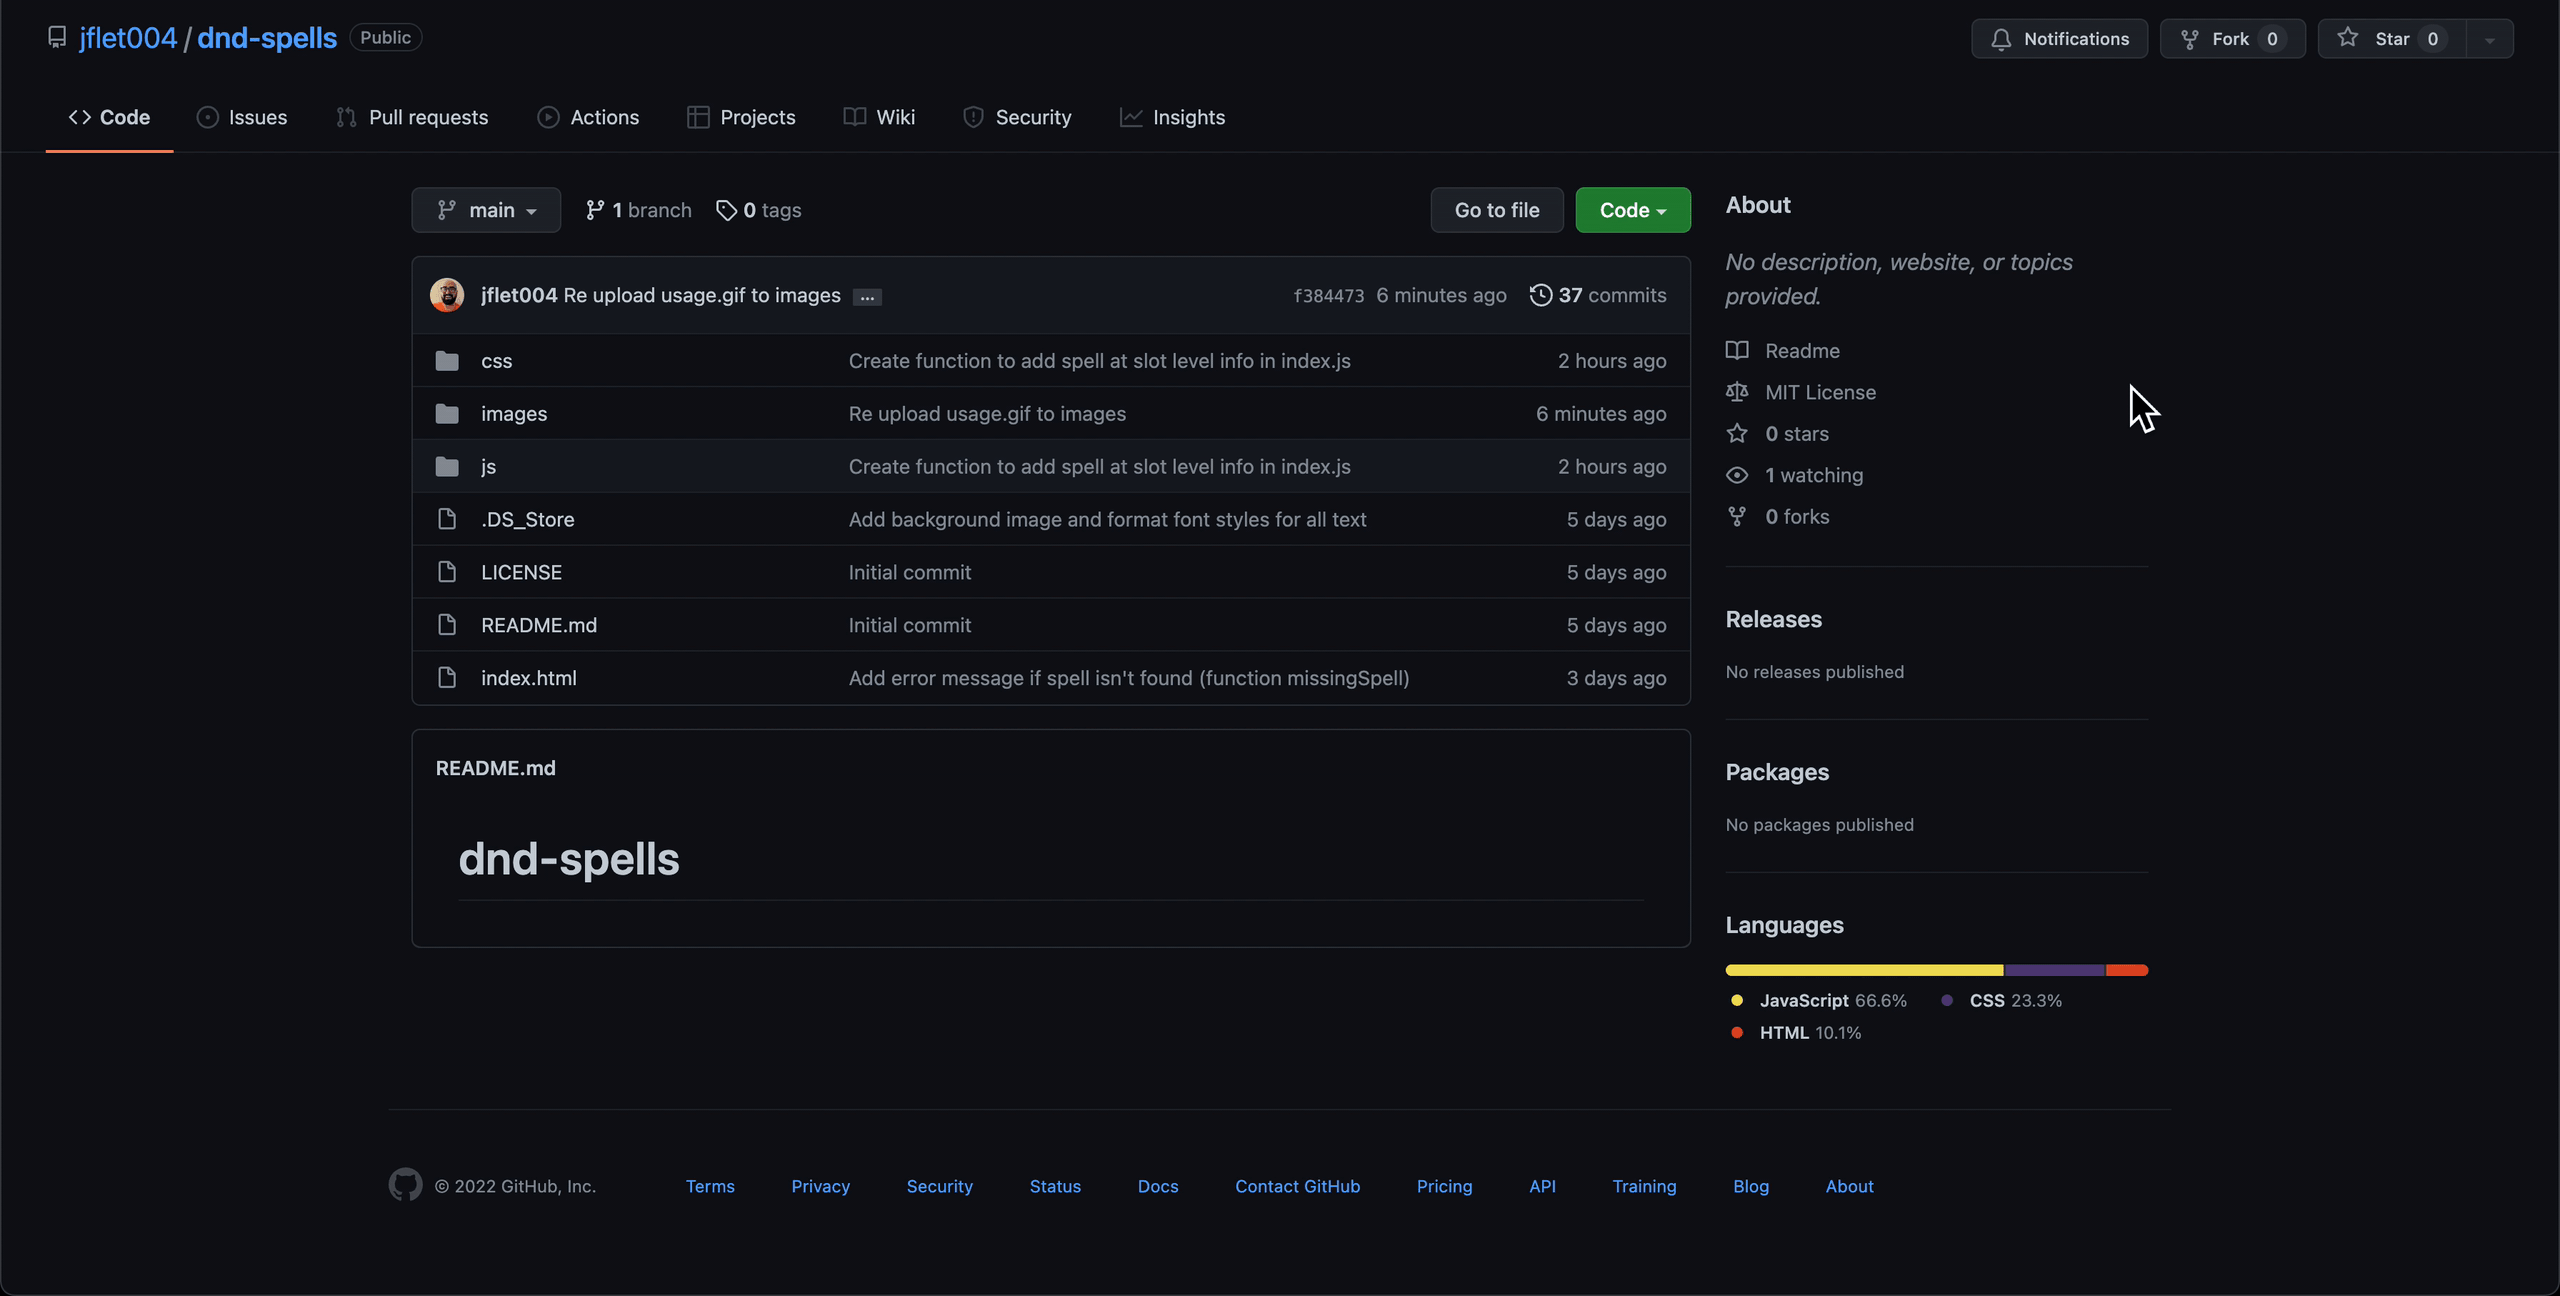 jflet004 / dnd-spells Public
Notifications Fork 0 Star 0
Code Issues Pull requests Actions Projects Wiki Security Insights
main 1 branch 0 tags Go to file Code
jflet004 Re upload usage.gif to images ... f384473 6 minutes ago 37 commits
css Create function to add spell at slot level info in index.js 2 hours ago
images Re upload usage.gif to images 6 minutes ago
js Create function to add spell at slot level info in index.js 2 hours ago
.DS_Store Add background image and format font styles for all text 5 days ago
LICENSE Initial commit 5 days ago
README.md Initial commit 5 days ago
index.html Add error message if spell isn't found (function missingSpell) 3 days ago
README.md
dnd-spells
About
No description, website, or topics
provided.
Readme
MIT License
0 stars
1 watching
0 forks
Releases
No releases published
Packages
No packages published
Languages
JavaScript 66.6% CSS 23.3%
HTML 10.1%
© 2022 GitHub, Inc. Terms Privacy Security Status Docs Contact GitHub Pricing API Training Blog About